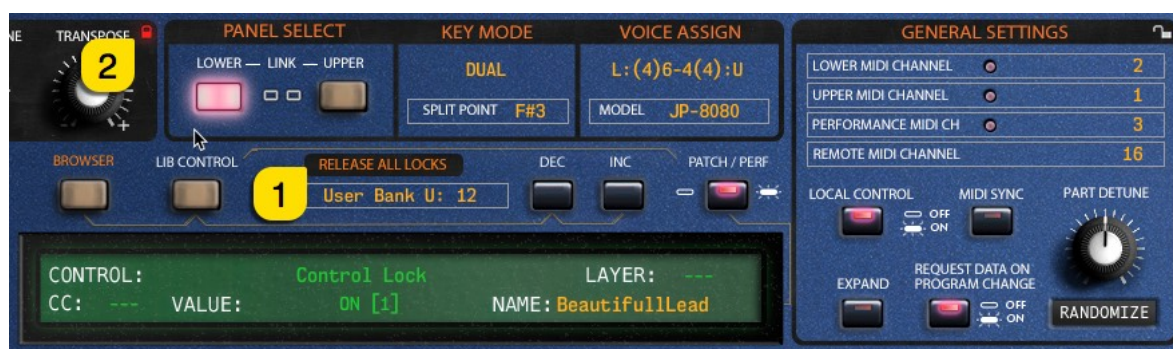 TRANSPOSE
2
PANEL SELECT
LOWER — LINK — UPPER
KEY MODE
DUAL
SPLIT POINT F#3
VOICE ASSIGN
L:(4)6-4(4):U
MODEL JP-8080
GENERAL SETTINGS
LOWER MIDI CHANNEL 2
UPPER MIDI CHANNEL 1
PERFORMANCE MIDI CH 3
REMOTE MIDI CHANNEL 16
BROWSER
LIB CONTROL
1
RELEASE ALL LOCKS
User Bank U: 12
DEC
INC
PATCH / PERF
LOCAL CONTROL
OFF
ON
MIDI SYNC
PART DETUNE
EXPAND
REQUEST DATA ON
PROGRAM CHANGE
OFF
ON
RANDOMIZE
CONTROL: Control Lock LAYER: ---
CC: --- VALUE: ON [1] NAME: BeautifullLead